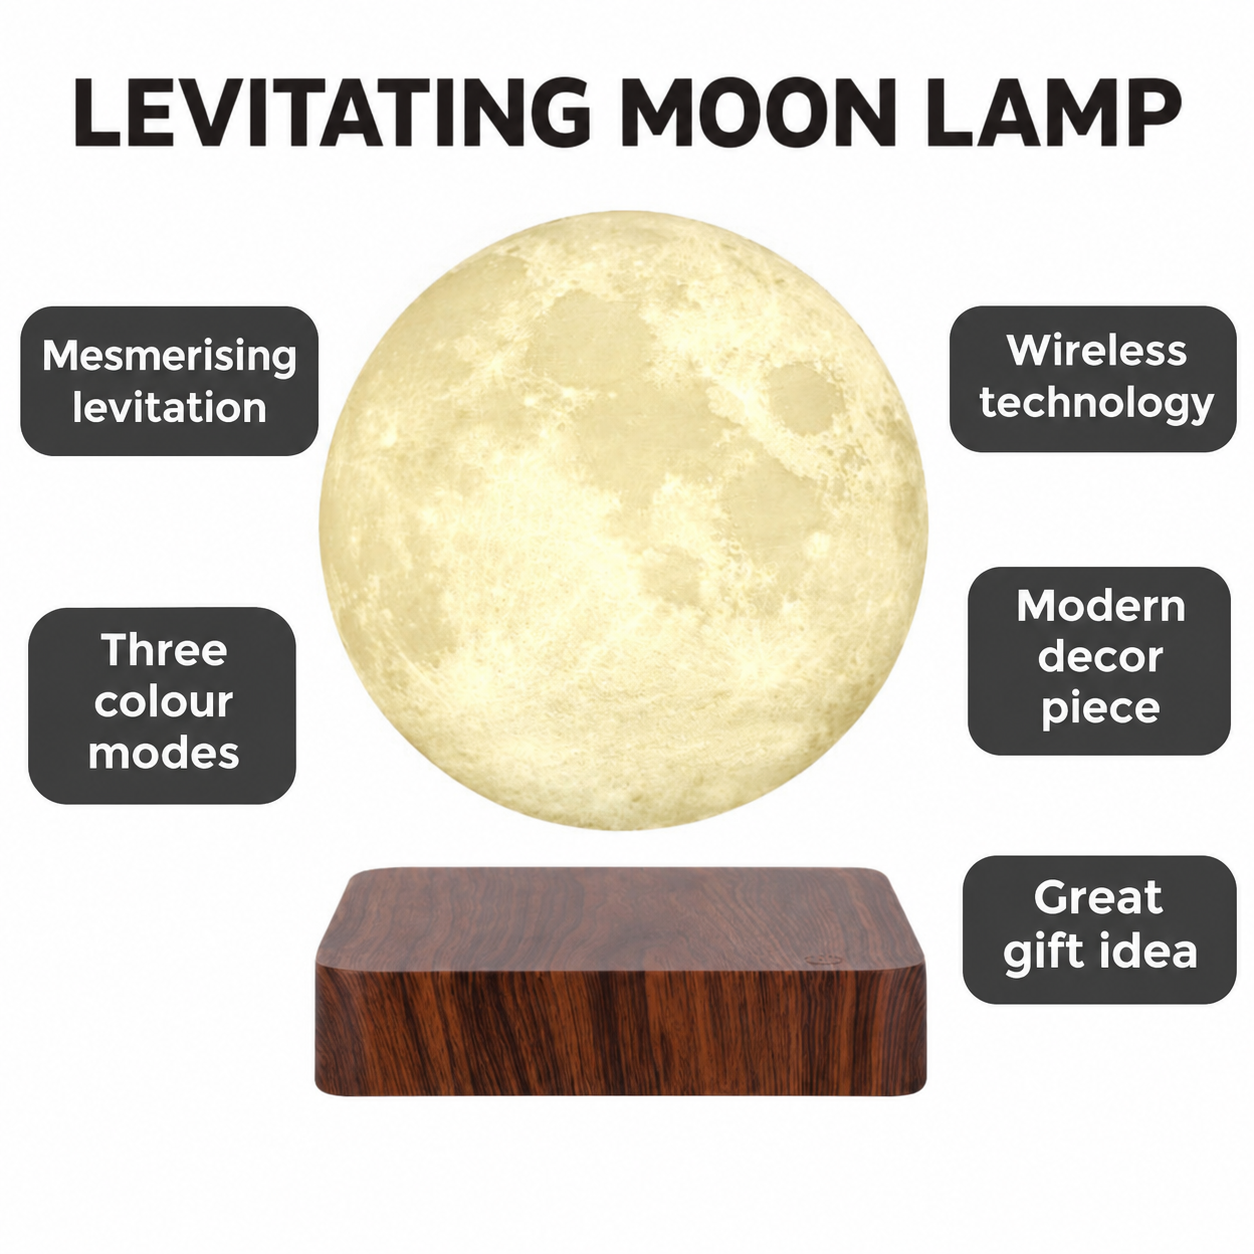 LEVITATING MOON LAMP
Mesmerising
levitation
Wireless
technology
Three
colour
modes
Modern
decor
piece
Great
gift idea